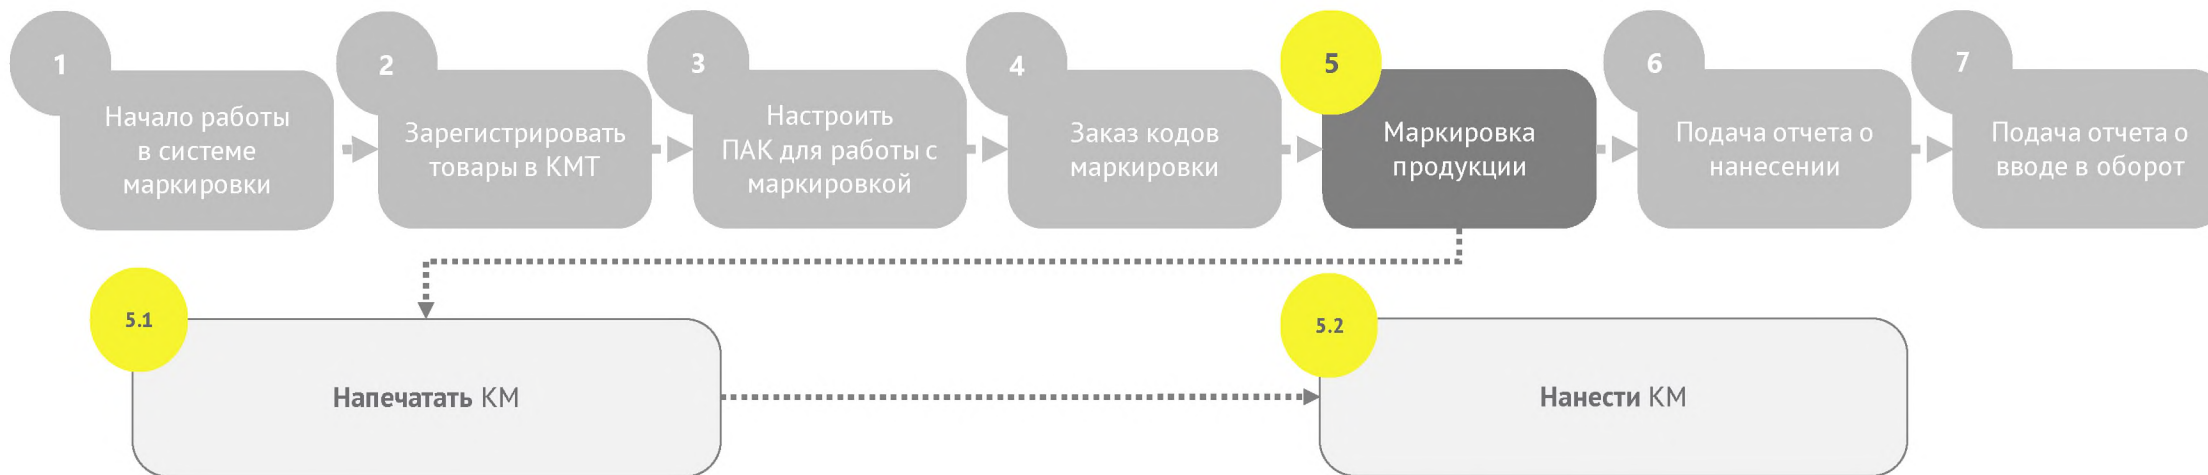 1
Начало работы
в системе
маркировки
2
Зарегистрировать
товары в КМТ
3
Настроить
ПАК для работы с
маркировкой
4
Заказ кодов
маркировки
5
Маркировка
продукции
6
Подача отчета о
нанесении
7
Подача отчета о
вводе в оборот
5.1
Напечатать КМ
5.2
Нанести КМ